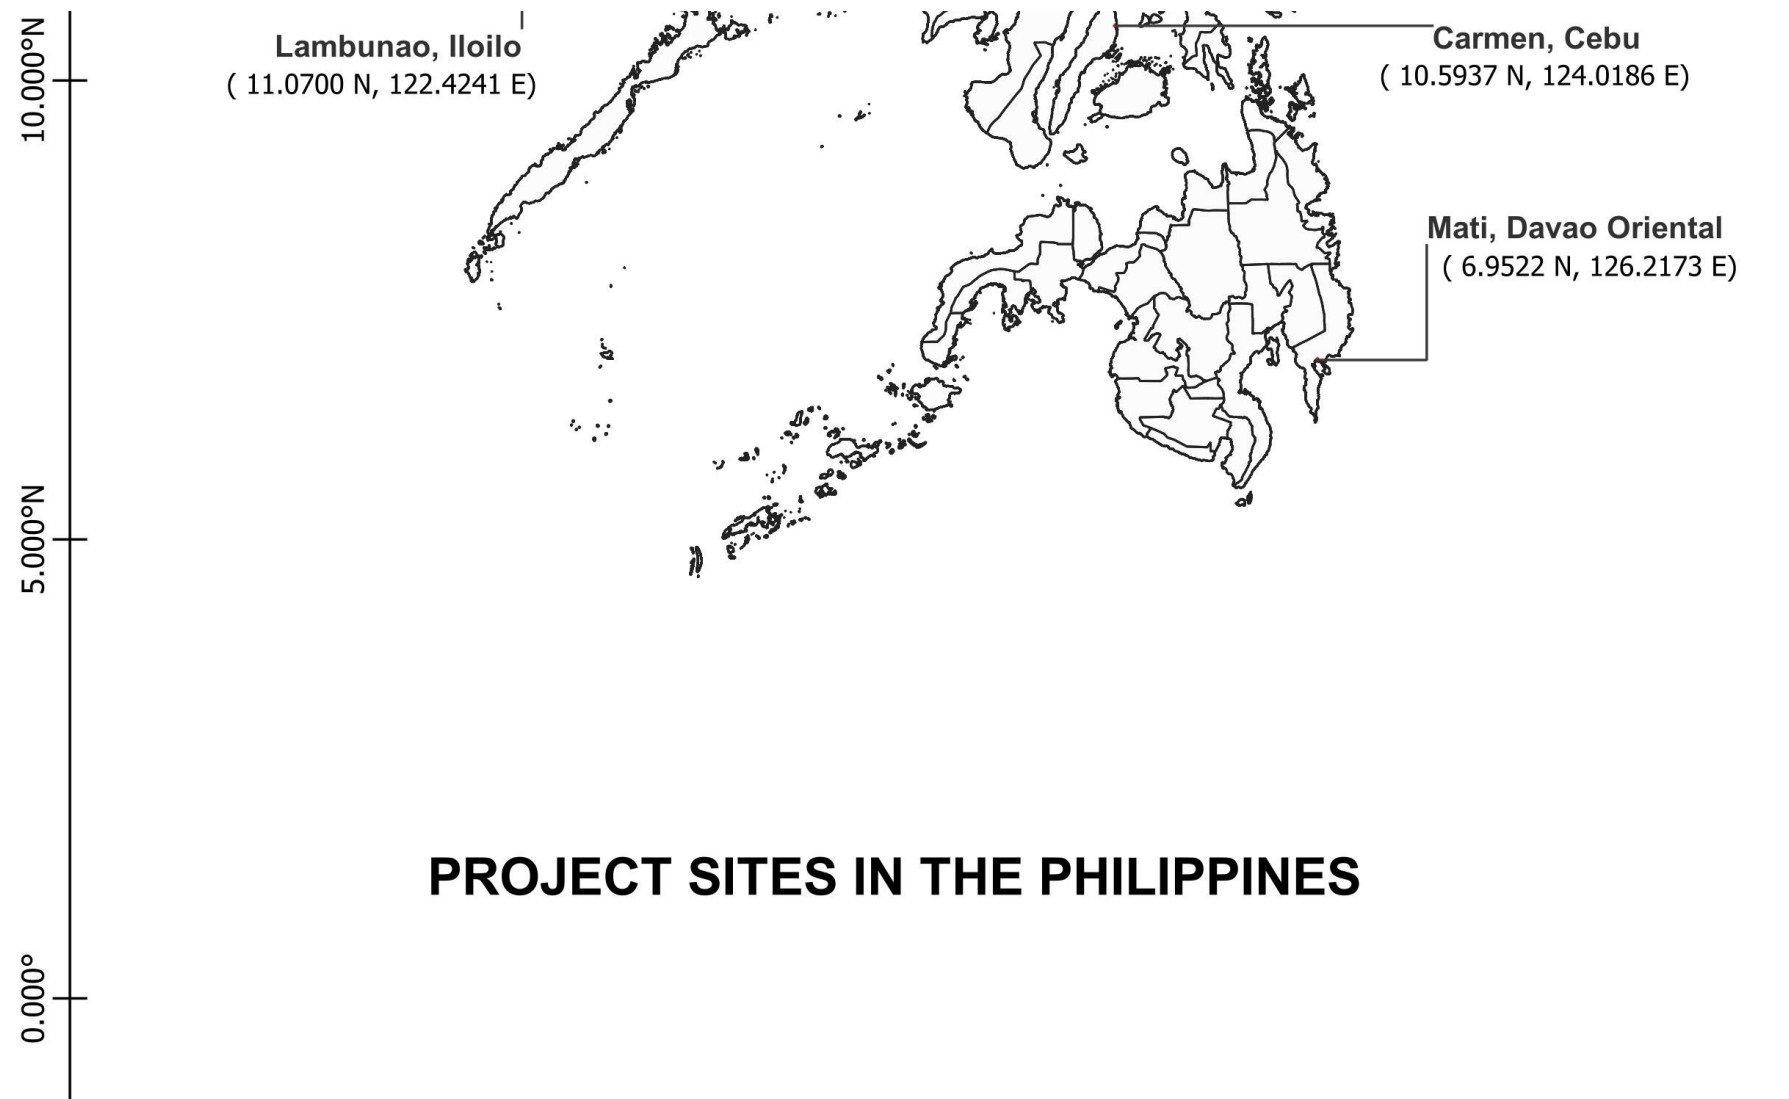 Lambunao, Iloilo
( 11.0700 N, 122.4241 E)
Carmen, Cebu
( 10.5937 N, 124.0186 E)
10.000°N
Mati, Davao Oriental
( 6.9522 N, 126.2173 E)
5.000°N
PROJECT SITES IN THE PHILIPPINES
0.000°